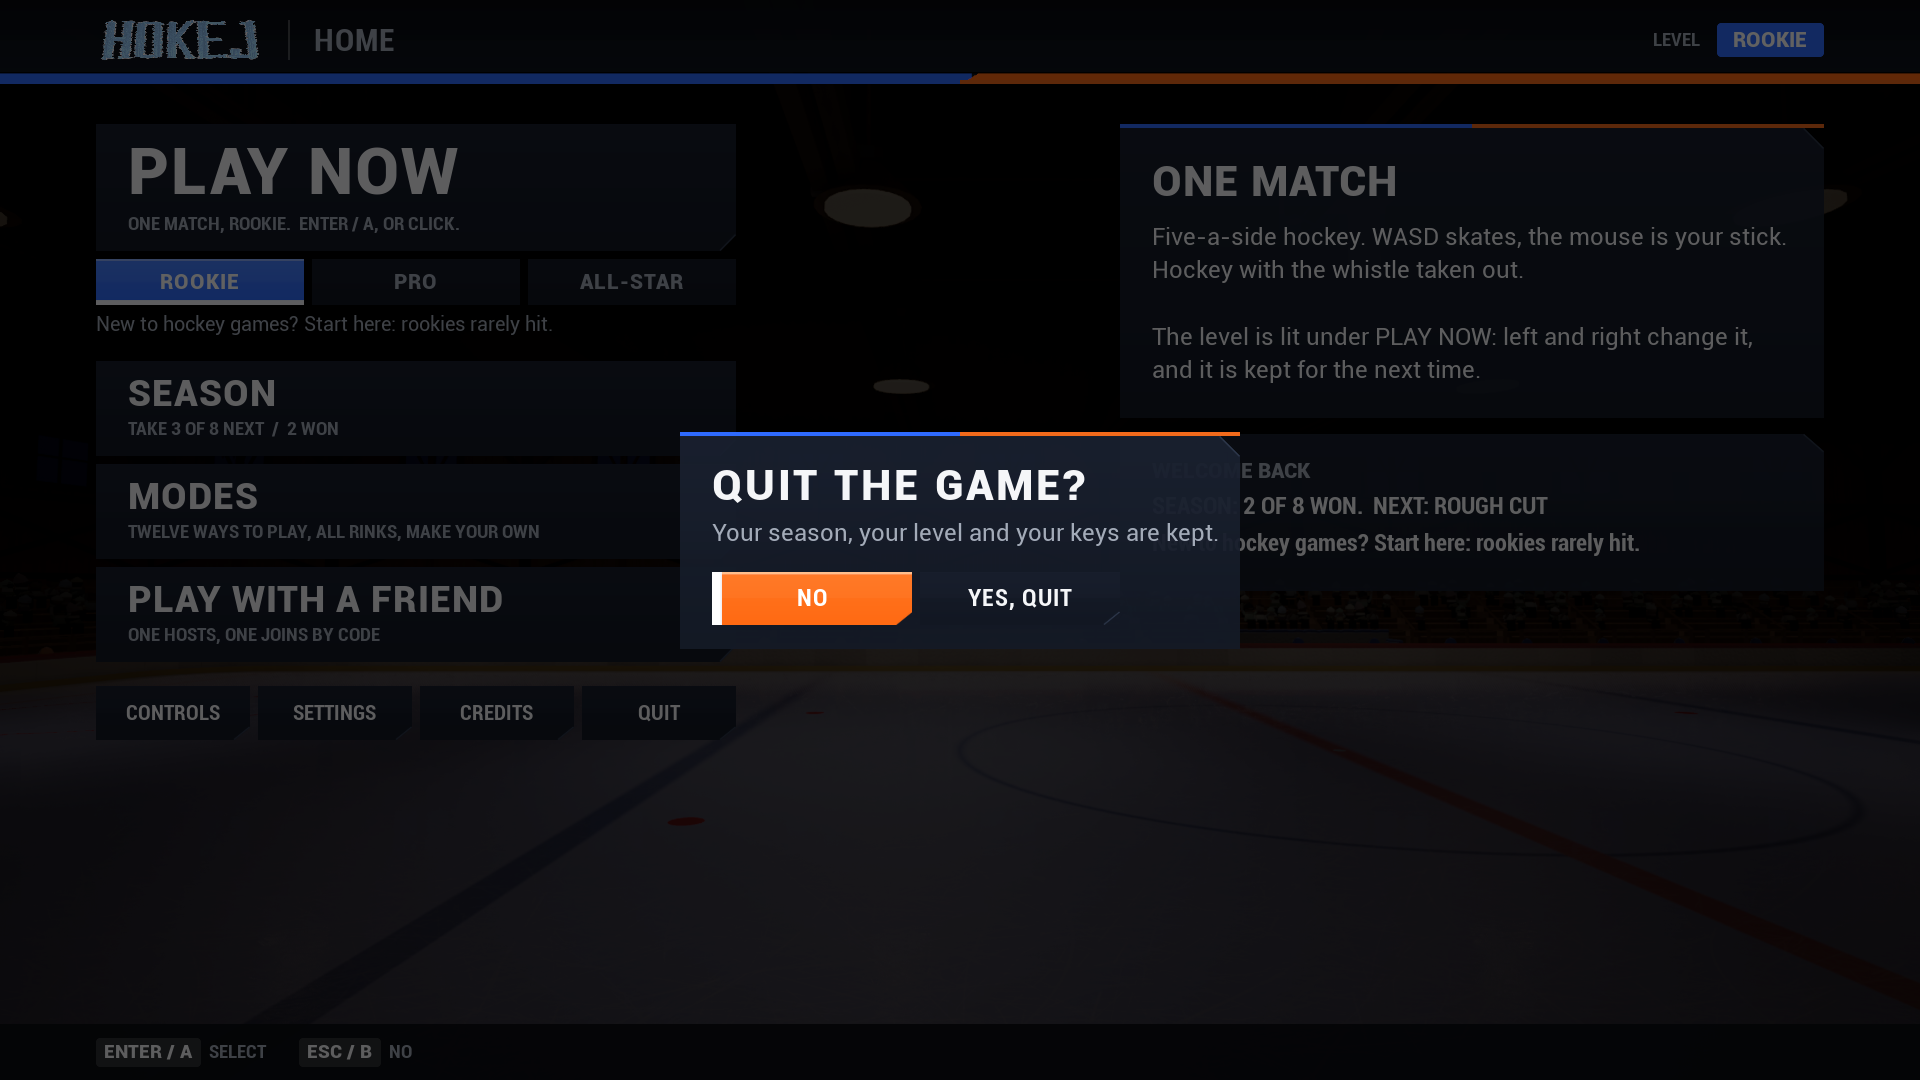 HOKEJ
HOME
LEVEL ROOKIE
PLAY NOW
ONE MATCH, ROOKIE. ENTER / A, OR CLICK.
ROOKIE PRO ALL-STAR
New to hockey games? Start here: rookies rarely hit.
SEASON
TAKE 3 OF 8 NEXT / 2 WON
MODES
TWELVE WAYS TO PLAY, ALL RINKS, MAKE YOUR OWN
PLAY WITH A FRIEND
ONE HOSTS, ONE JOINS BY CODE
CONTROLS SETTINGS CREDITS QUIT
ONE MATCH
Five-a-side hockey. WASD skates, the mouse is your stick.
Hockey with the whistle taken out.
The level is lit under PLAY NOW: left and right change it,
and it is kept for the next time.
WELCOME BACK
SEASON: 2 OF 8 WON. NEXT: ROUGH CUT
New to hockey games? Start here: rookies rarely hit.
QUIT THE GAME?
Your season, your level and your keys are kept.
NO YES, QUIT
ENTER / A SELECT ESC / B NO